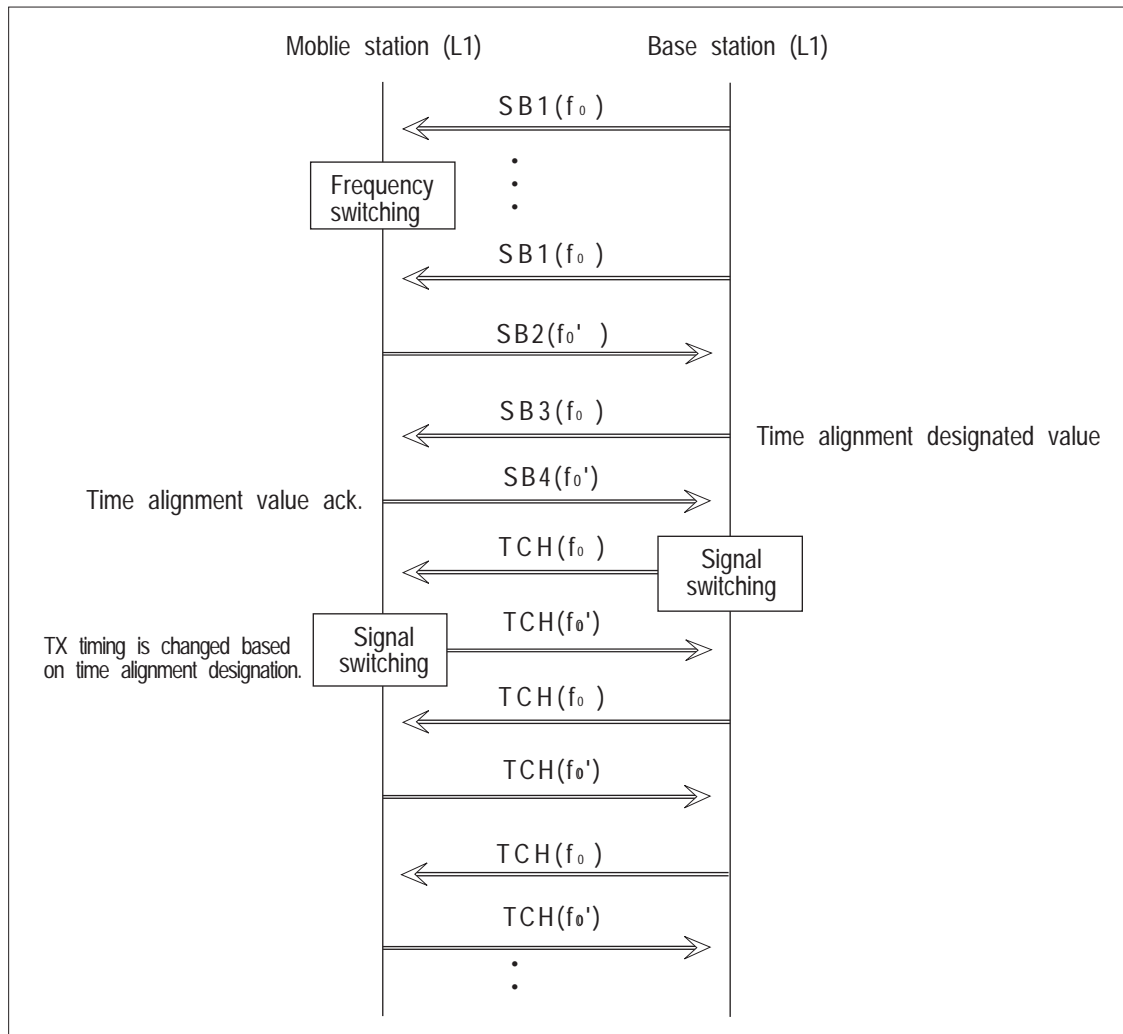 Moblie station (L1)
Base station (L1)
SB1(f₀)
Frequency
switching
SB1(f₀)
SB2(f₀')
SB3(f₀)
Time alignment designated value
SB4(f₀')
Time alignment value ack.
TCH(f₀)
Signal
switching
TCH(f₀')
Signal
switching
TX timing is changed based
on time alignment designation.
TCH(f₀)
TCH(f₀')
TCH(f₀)
TCH(f₀')